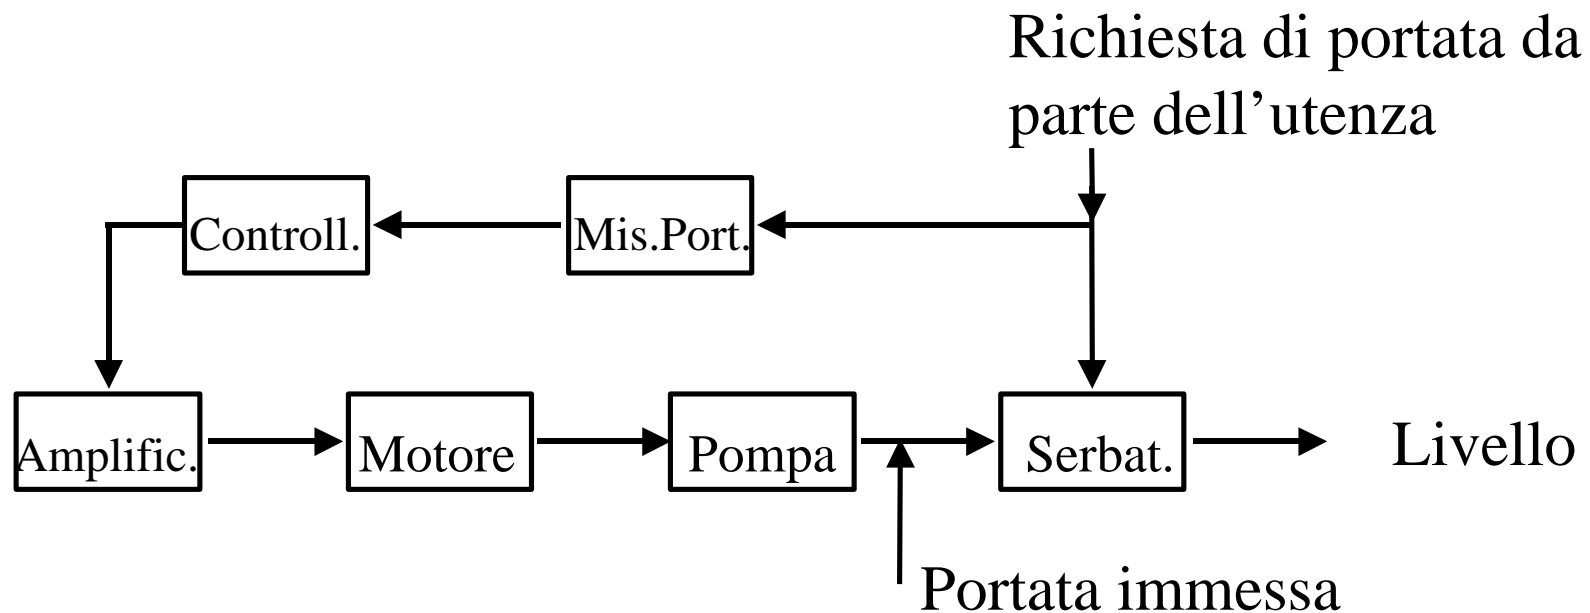 Richiesta di portata da
parte dell’utenza
Controll.
Mis.Port.
Amplific.
Motore
Pompa
Serbat.
Livello
Portata immessa